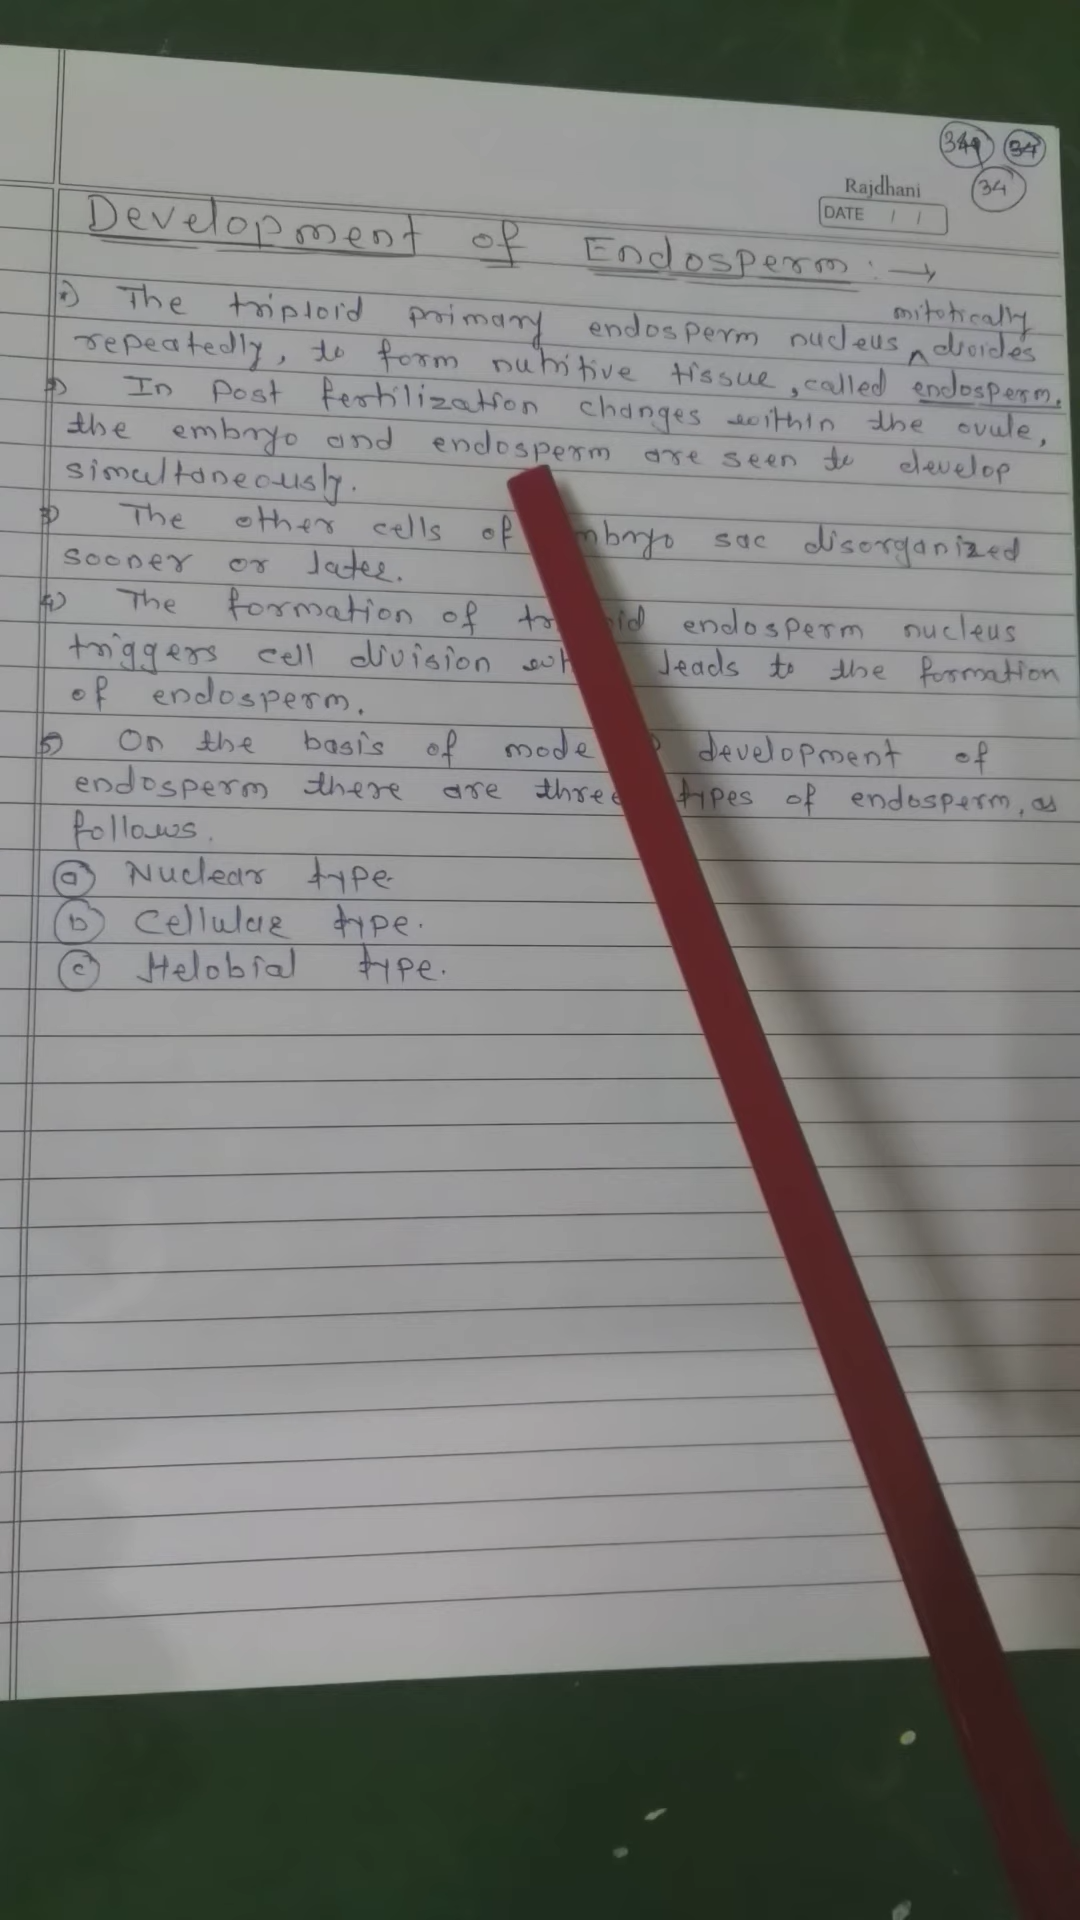 34
34
Rajdhani
34
DATE / /
Development of Endosperm :→
mitotically
1) The triploid primary endosperm nucleus ^ divides
repeatedly, to form nutritive tissue, called endosperm.
2) In Post fertilization changes within the ovule,
the embryo and endosperm are seen to develop
simultaneously.
3) The other cells of mbryo sac disorganized
sooner or later.
4) The formation of endosperm nucleus
triggers cell division leads to the formation
of endosperm.
5) On the basis of mode development of
endosperm there are three types of endosperm, as
follows.
a) Nuclear type
b) Cellular type.
c) Helobial type.